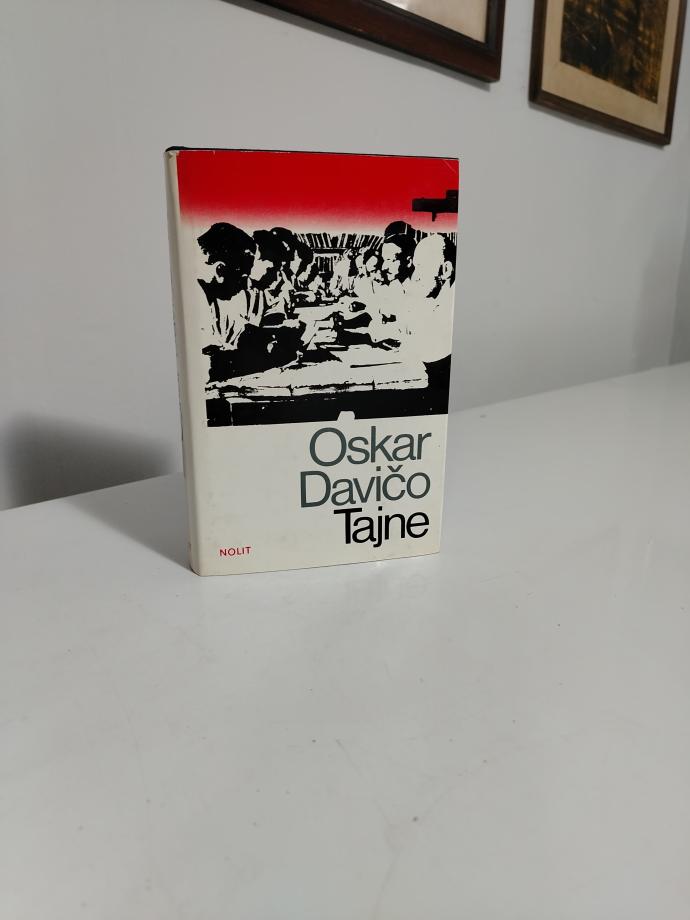 Oskar
Davičo
Tajne
NOLIT